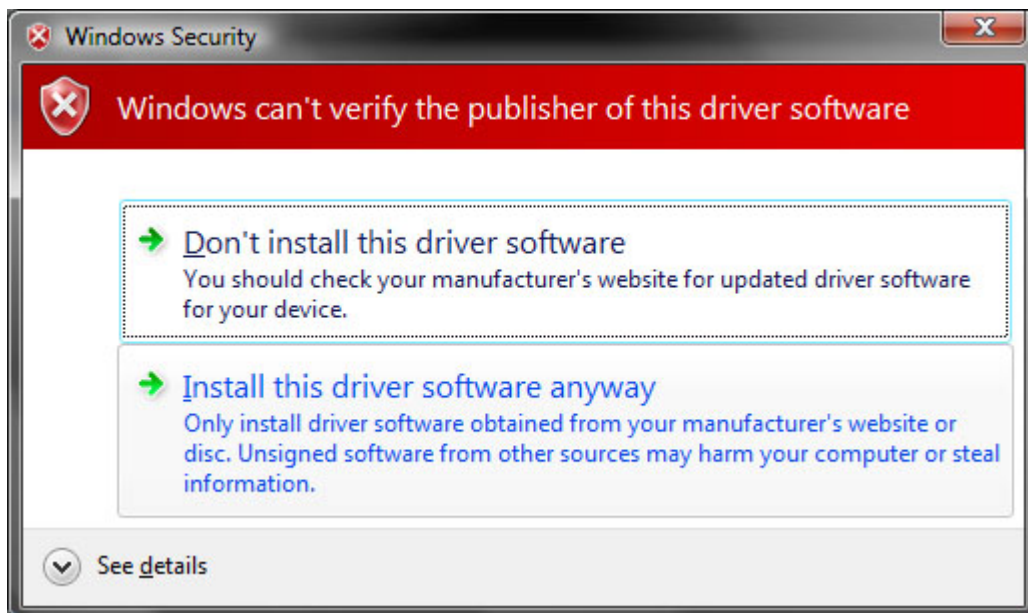 Windows Security
Windows can't verify the publisher of this driver software
Don't install this driver software
You should check your manufacturer's website for updated driver software
for your device.
Install this driver software anyway
Only install driver software obtained from your manufacturer's website or
disc. Unsigned software from other sources may harm your computer or steal
information.
See details